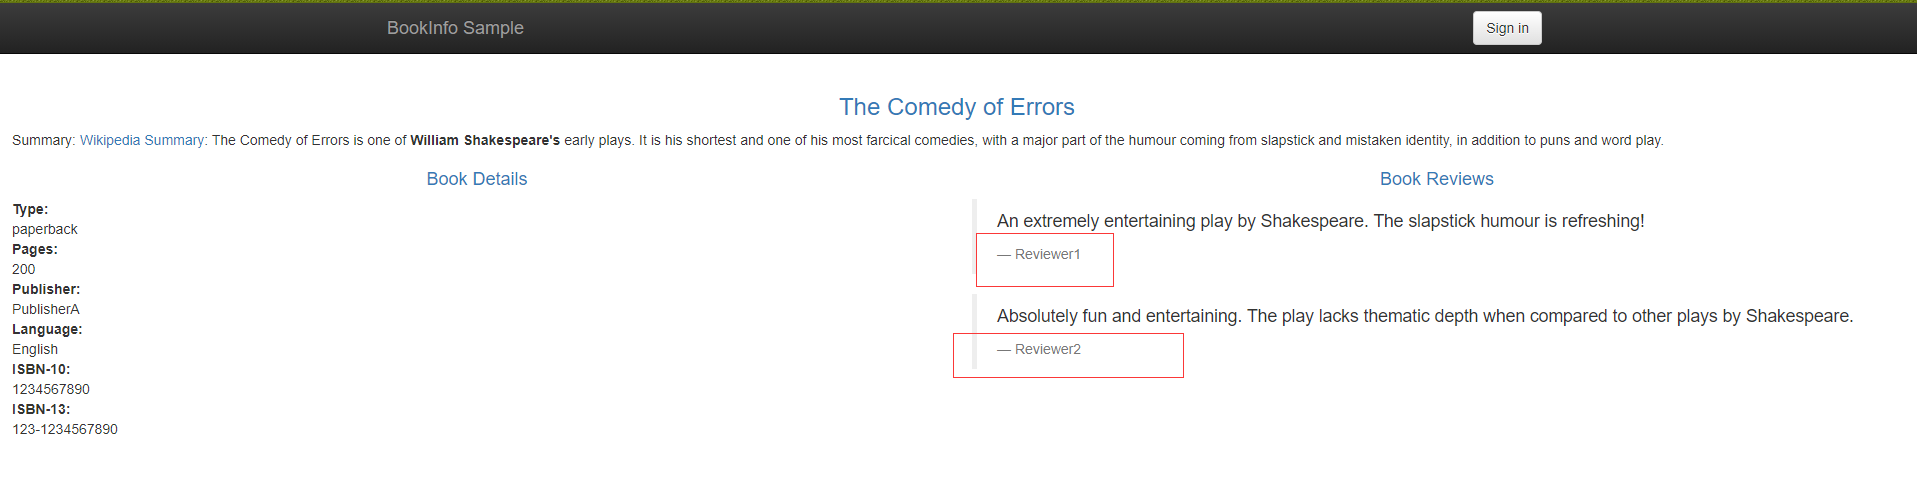 BookInfo Sample
Sign in
The Comedy of Errors
Summary: Wikipedia Summary: The Comedy of Errors is one of William Shakespeare's early plays. It is his shortest and one of his most farcical comedies, with a major part of the humour coming from slapstick and mistaken identity, in addition to puns and word play.
Book Details
Type:
paperback
Pages:
200
Publisher:
PublisherA
Language:
English
ISBN-10:
1234567890
ISBN-13:
123-1234567890
Book Reviews
An extremely entertaining play by Shakespeare. The slapstick humour is refreshing!
— Reviewer1
Absolutely fun and entertaining. The play lacks thematic depth when compared to other plays by Shakespeare.
— Reviewer2